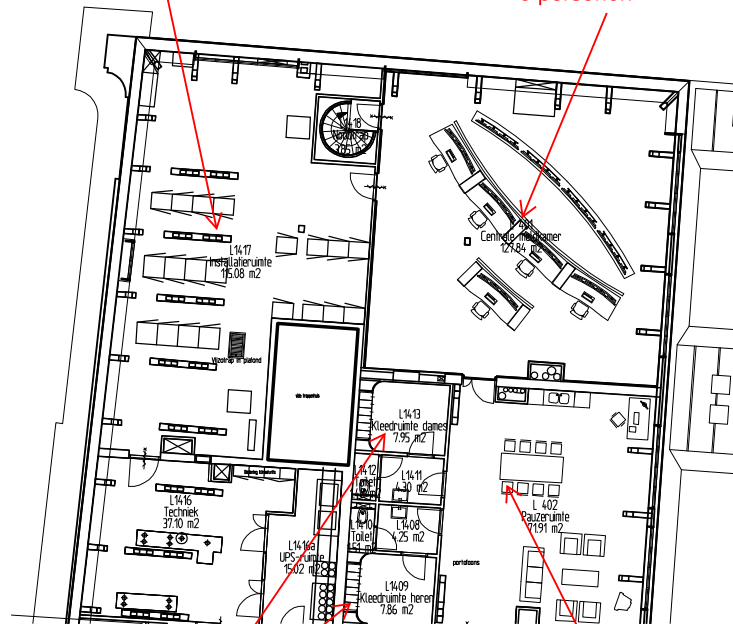 personen
L1417
Installatieruimte
115.08 m2
Centrale meldkamer
127.84 m2
Vlizotrap in plafond
vide trappenhuis
L1413
Kleedruimte dames
7.95 m2
L1412
Toilet
L1411
4.30 m2
L1416
Techniek
37.10 m2
L1416a
UPS-ruimte
15.02 m2
L1410
Toilet
L1408
4.25 m2
L 402
Pauzeruimte
71.91 m2
portofoons
L1409
Kleedruimte heren
7.86 m2